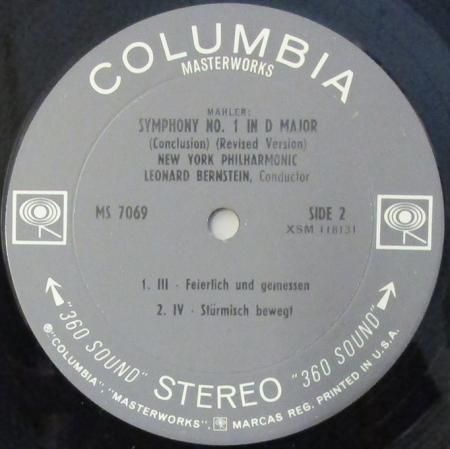 COLUMBIA
MASTERWORKS
MAHLER:
SYMPHONY NO. 1 IN D MAJOR
(Conclusion) (Revised Version)
NEW YORK PHILHARMONIC
LEONARD BERNSTEIN, Conductor
MS 7069
SIDE 2
XSM 118131
1. III - Feierlich und gemessen
2. IV - Stürmisch bewegt
"360 SOUND" STEREO "360 SOUND"
® "COLUMBIA", "MASTERWORKS", MARCAS REG. PRINTED IN U.S.A.